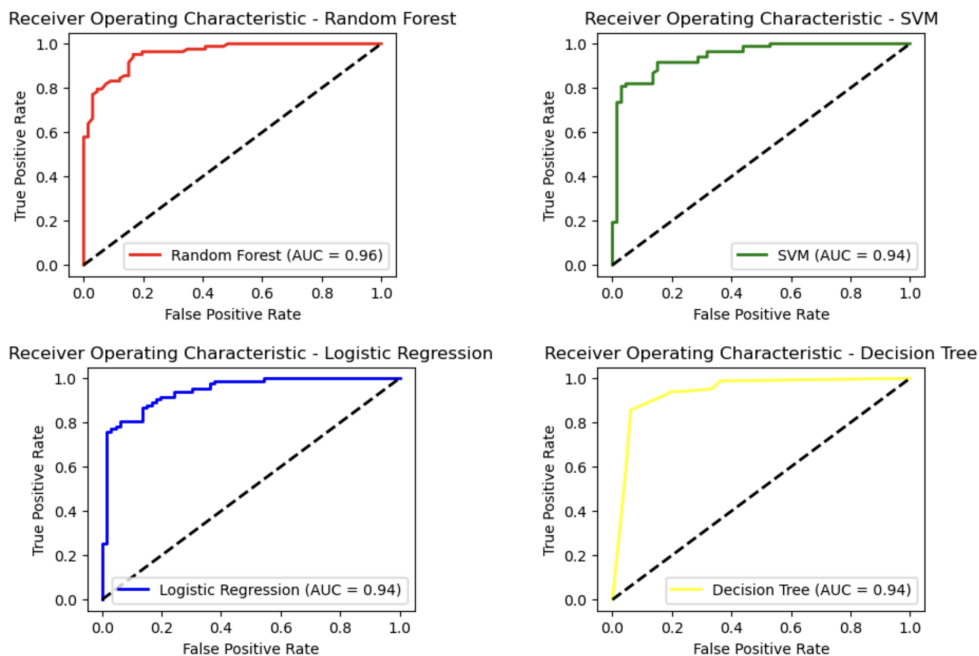 Receiver Operating Characteristic - Random Forest
1.0
0.8
0.6
0.4
0.2
0.0
True Positive Rate
Random Forest (AUC = 0.96)
0.0 0.2 0.4 0.6 0.8 1.0
False Positive Rate
Receiver Operating Characteristic - SVM
1.0
0.8
0.6
0.4
0.2
0.0
True Positive Rate
SVM (AUC = 0.94)
0.0 0.2 0.4 0.6 0.8 1.0
False Positive Rate
Receiver Operating Characteristic - Logistic Regression
1.0
0.8
0.6
0.4
0.2
0.0
True Positive Rate
Logistic Regression (AUC = 0.94)
0.0 0.2 0.4 0.6 0.8 1.0
False Positive Rate
Receiver Operating Characteristic - Decision Tree
1.0
0.8
0.6
0.4
0.2
0.0
True Positive Rate
Decision Tree (AUC = 0.94)
0.0 0.2 0.4 0.6 0.8 1.0
False Positive Rate